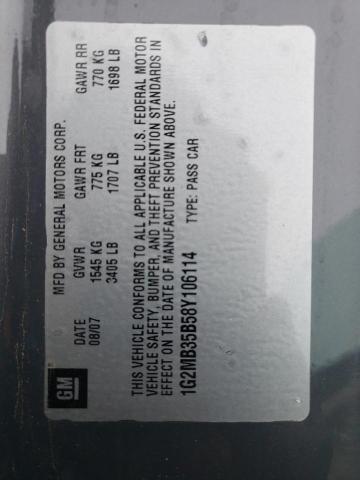 GM
MFD BY GENERAL MOTORS CORP.
DATE GVWR GAWR FRT GAWR RR
08/07 1545 KG 775 KG 770 KG
3405 LB 1707 LB 1698 LB
THIS VEHICLE CONFORMS TO ALL APPLICABLE U.S. FEDERAL MOTOR
VEHICLE SAFETY, BUMPER, AND THEFT PREVENTION STANDARDS IN
EFFECT ON THE DATE OF MANUFACTURE SHOWN ABOVE.
1G2MB35B58Y106114 TYPE: PASS CAR